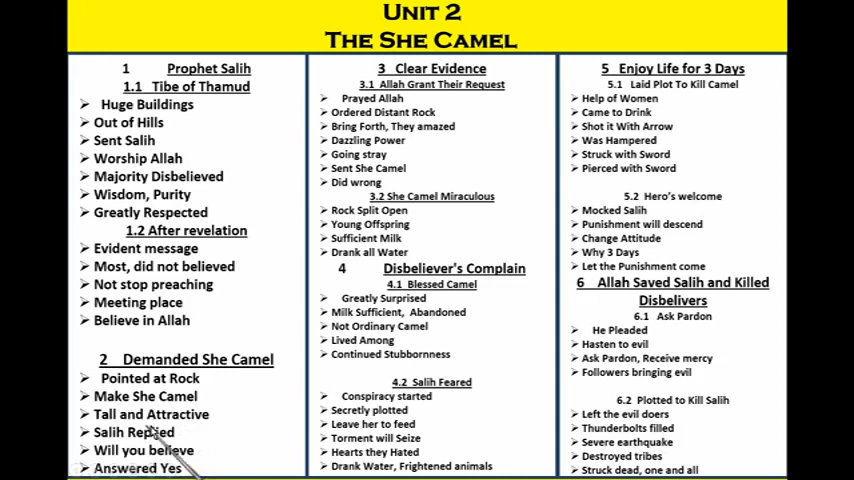 UNIT 2
THE SHE CAMEL
1 Prophet Salih
1.1 Tibe of Thamud
➢ Huge Buildings
➢ Out of Hills
➢ Sent Salih
➢ Worship Allah
➢ Majority Disbelieved
➢ Wisdom, Purity
➢ Greatly Respected
1.2 After revelation
➢ Evident message
➢ Most, did not believed
➢ Not stop preaching
➢ Meeting place
➢ Believe in Allah
2 Demanded She Camel
➢ Pointed at Rock
➢ Make She Camel
➢ Tall and Attractive
➢ Salih Replied
➢ Will you believe
➢ Answered Yes
3 Clear Evidence
3.1 Allah Grant Their Request
➢ Prayed Allah
➢ Ordered Distant Rock
➢ Bring Forth, They amazed
➢ Dazzling Power
➢ Going stray
➢ Sent She Camel
➢ Did wrong
3.2 She Camel Miraculous
➢ Rock Split Open
➢ Young Offspring
➢ Sufficient Milk
➢ Drank all Water
4 Disbeliever's Complain
4.1 Blessed Camel
➢ Greatly Surprised
➢ Milk Sufficient, Abandoned
➢ Not Ordinary Camel
➢ Lived Among
➢ Continued Stubbornness
4.2 Salih Feared
➢ Conspiracy started
➢ Secretly plotted
➢ Leave her to feed
➢ Torment will Seize
➢ Hearts they Hated
➢ Drank Water, Frightened animals
5 Enjoy Life for 3 Days
5.1 Laid Plot To Kill Camel
➢ Help of Women
➢ Came to Drink
➢ Shot it With Arrow
➢ Was Hampered
➢ Struck with Sword
➢ Pierced with Sword
5.2 Hero's welcome
➢ Mocked Salih
➢ Punishment will descend
➢ Change Attitude
➢ Why 3 Days
➢ Let the Punishment come
6 Allah Saved Salih and Killed
Disbelivers
6.1 Ask Pardon
➢ He Pleaded
➢ Hasten to evil
➢ Ask Pardon, Receive mercy
➢ Followers bringing evil
6.2 Plotted to Kill Salih
➢ Left the evil doers
➢ Thunderbolts filled
➢ Severe earthquake
➢ Destroyed tribes
➢ Struck dead, one and all